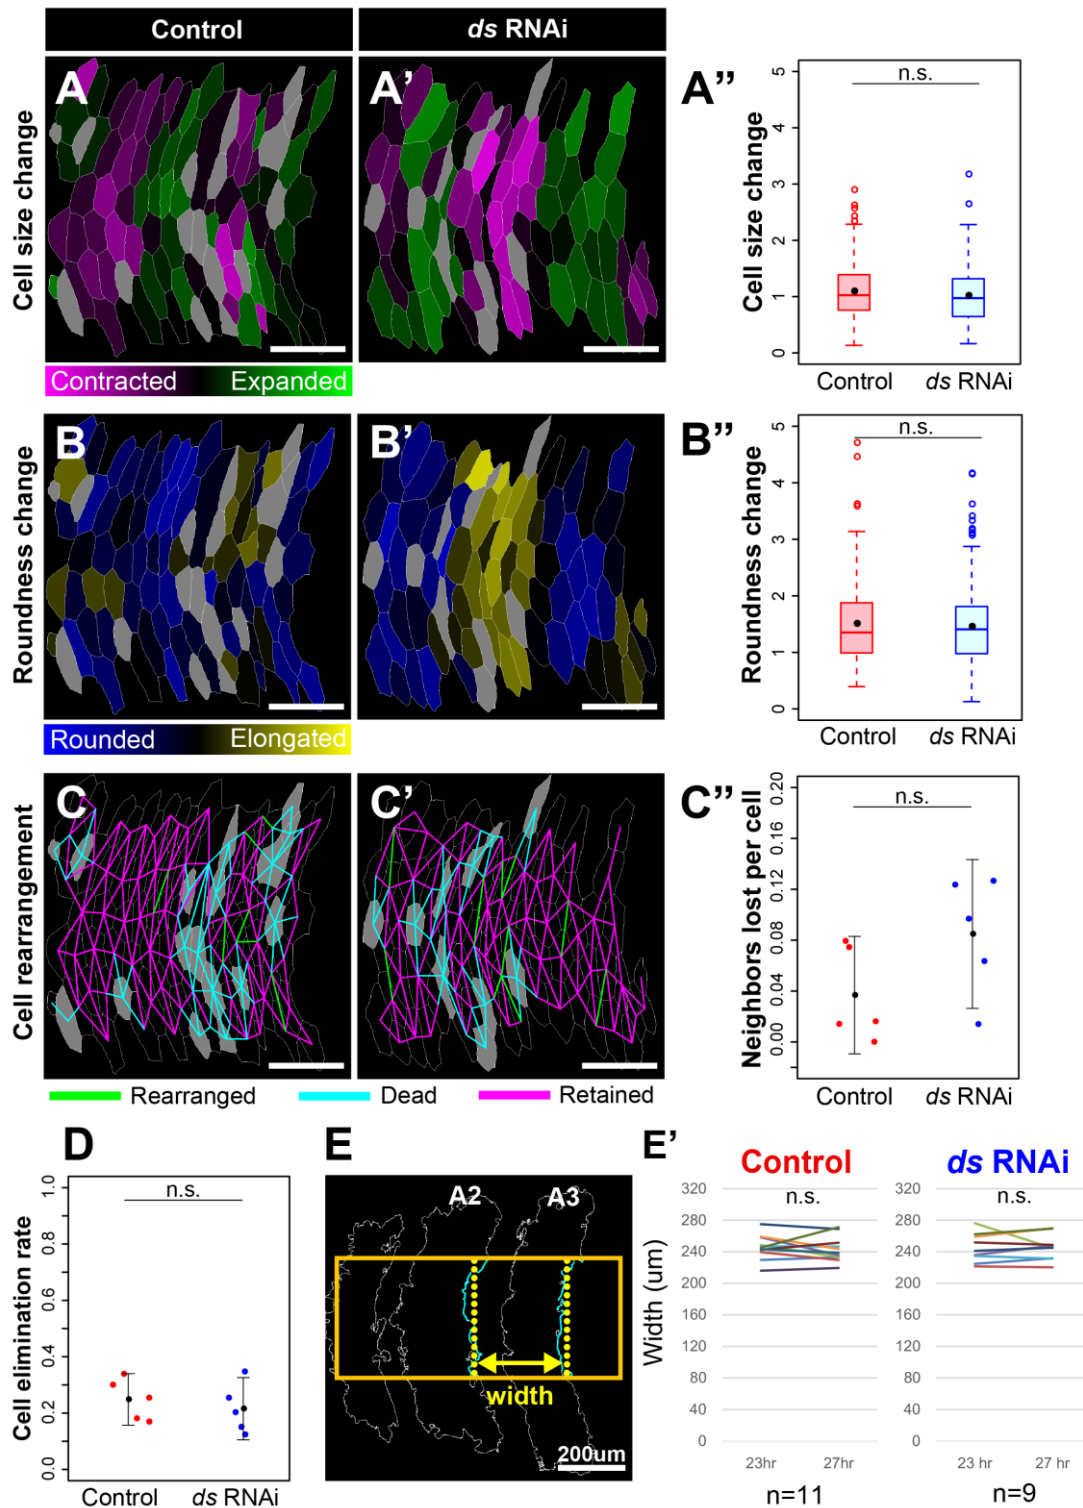 Control
ds RNAi
A
A'
A"
Cell size change
Contracted
Expanded
Cell size change
5
4
3
2
1
0
n.s.
Control
ds RNAi
B
B'
B"
Roundness change
Rounded
Elongated
Roundness change
5
4
3
2
1
0
n.s.
Control
ds RNAi
C
C'
C"
Cell rearrangement
Rearranged
Dead
Retained
Neighbors lost per cell
0.20
0.16
0.12
0.08
0.04
0.00
n.s.
Control
ds RNAi
D
Cell elimination rate
1.0
0.8
0.6
0.4
0.2
0.0
n.s.
Control
ds RNAi
E
A2
A3
width
200um
E'
Control
ds RNAi
n.s.
n.s.
Width (um)
320
280
240
200
160
120
80
40
0
320
280
240
200
160
120
80
40
0
23hr
27hr
23 hr
27 hr
n=11
n=9